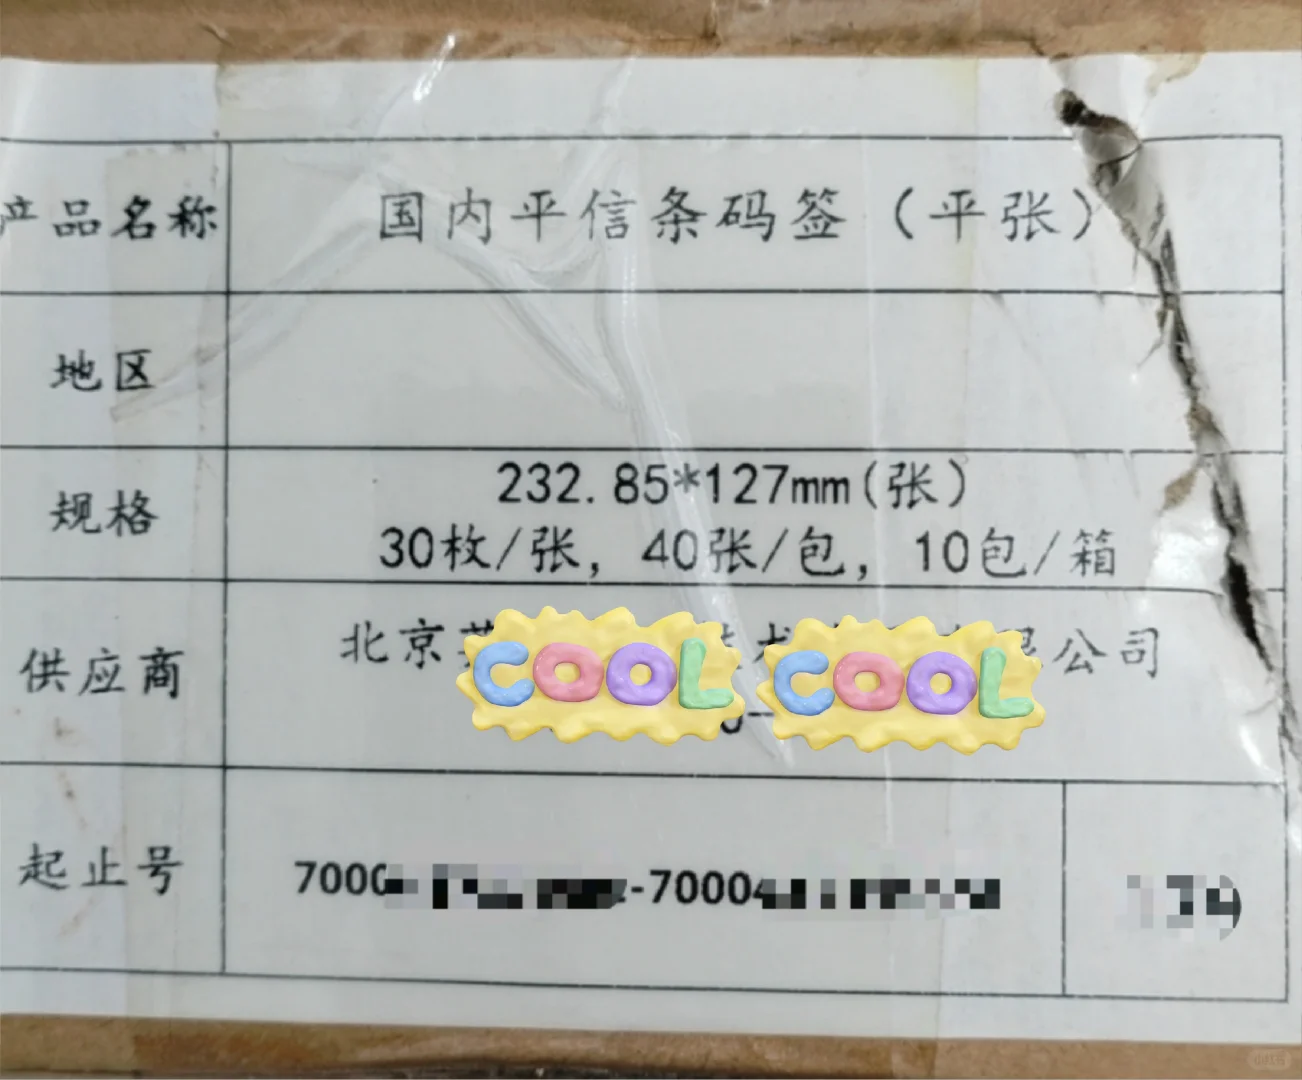 产品名称 国内平信条码签（平张）
地区
规格 232.85*127mm(张)
30枚/张，40张/包，10包/箱
供应商 北京 公司
COOL COOL
起止号 7000 -7000